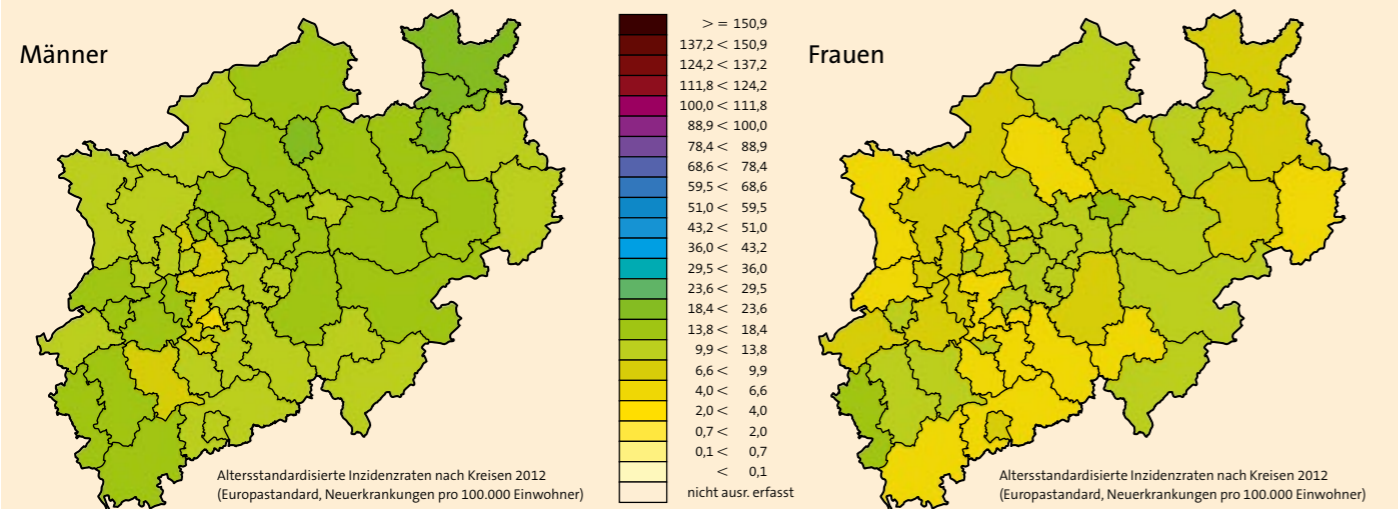 Männer
> = 150,9
137,2 < 150,9
124,2 < 137,2
111,8 < 124,2
100,0 < 111,8
88,9 < 100,0
78,4 < 88,9
68,6 < 78,4
59,5 < 68,6
51,0 < 59,5
43,2 < 51,0
36,0 < 43,2
29,5 < 36,0
23,6 < 29,5
18,4 < 23,6
13,8 < 18,4
9,9 < 13,8
6,6 < 9,9
4,0 < 6,6
2,0 < 4,0
0,7 < 2,0
0,1 < 0,7
< 0,1
nicht ausr. erfasst
Altersstandardisierte Inzidenzraten nach Kreisen 2012
(Europastandard, Neuerkrankungen pro 100.000 Einwohner)
Frauen
Altersstandardisierte Inzidenzraten nach Kreisen 2012
(Europastandard, Neuerkrankungen pro 100.000 Einwohner)